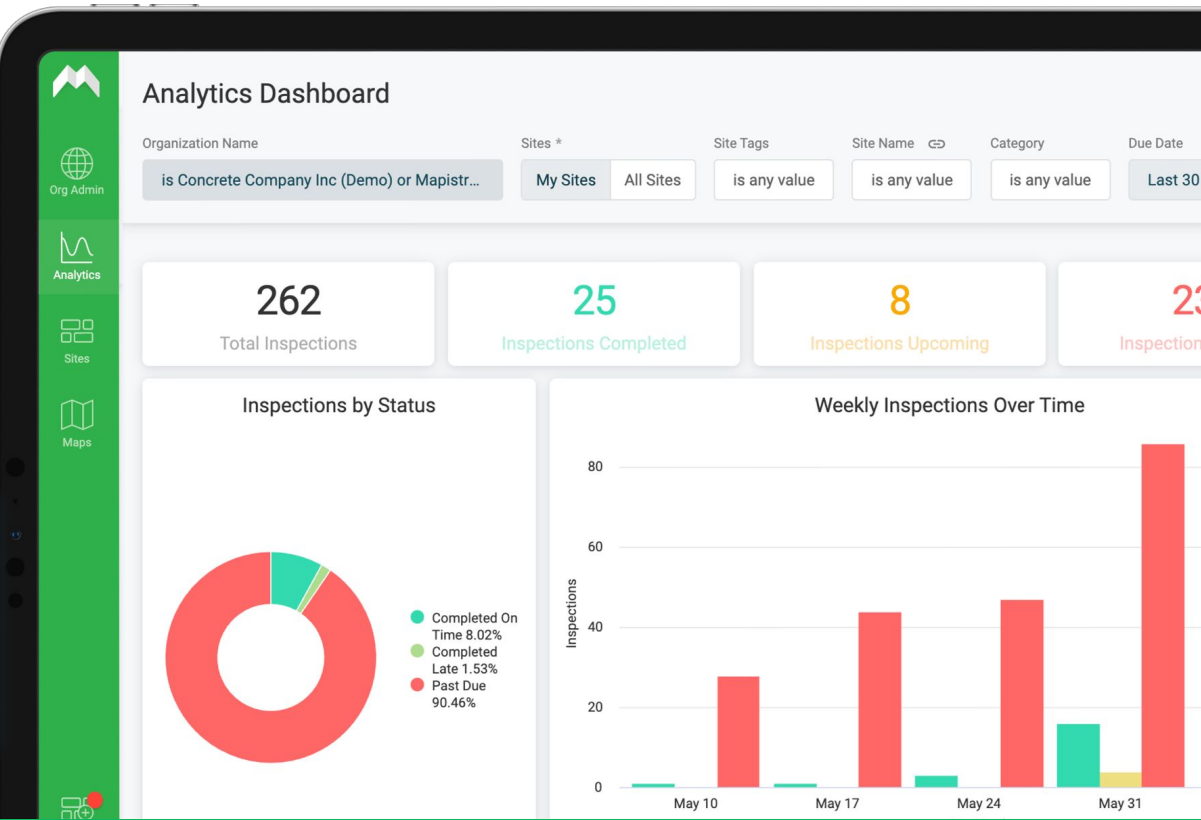 Analytics Dashboard
Organization Name
Sites *
Site Tags
Site Name
Category
Due Date
is Concrete Company Inc (Demo) or Mapistr...
My Sites
All Sites
is any value
is any value
is any value
Last 30
Org Admin
Analytics
Sites
Maps
262
Total Inspections
25
Inspections Completed
8
Inspections Upcoming
Inspection
Inspections by Status
Completed On
Time 8.02%
Completed
Late 1.53%
Past Due
90.46%
Weekly Inspections Over Time
Inspections
80
60
40
20
0
May 10
May 17
May 24
May 31